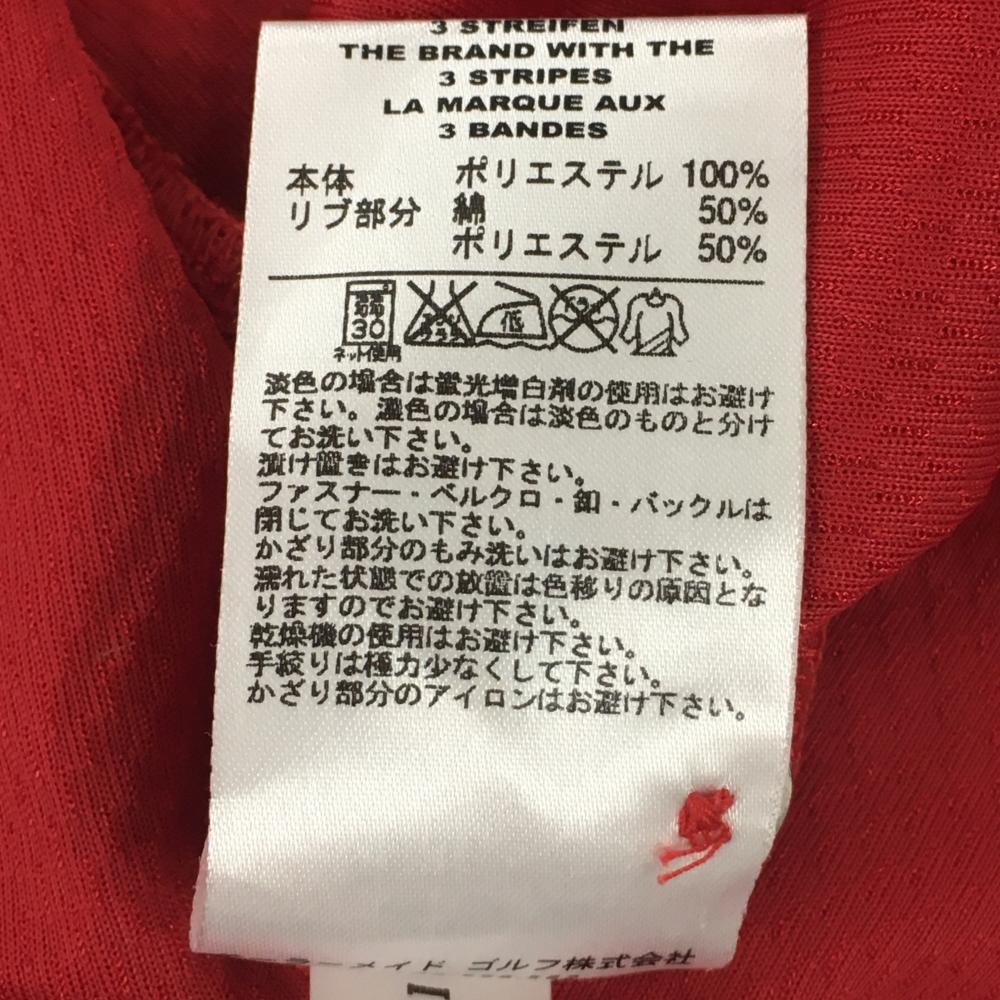 3 STREIFEN
THE BRAND WITH THE
3 STRIPES
LA MARQUE AUX
3 BANDES
本体 ポリエステル 100%
リブ部分 綿 50%
ポリエステル 50%
30
ネット使用
低
淡色の場合は蛍光増白剤の使用はお避け
下さい。濃色の場合は淡色のものと分け
てお洗い下さい。
漬け置きはお避け下さい。
ファスナー・ベルクロ・釦・バックルは
閉じてお洗い下さい。
かざり部分のもみ洗いはお避け下さい。
濡れた状態での放置は色移りの原因とな
りますのでお避け下さい。
乾燥機の使用はお避け下さい。
手絞りは極力少なくして下さい。
かざり部分のアイロンはお避け下さい。
ーラーメイド ゴルフ株式会社